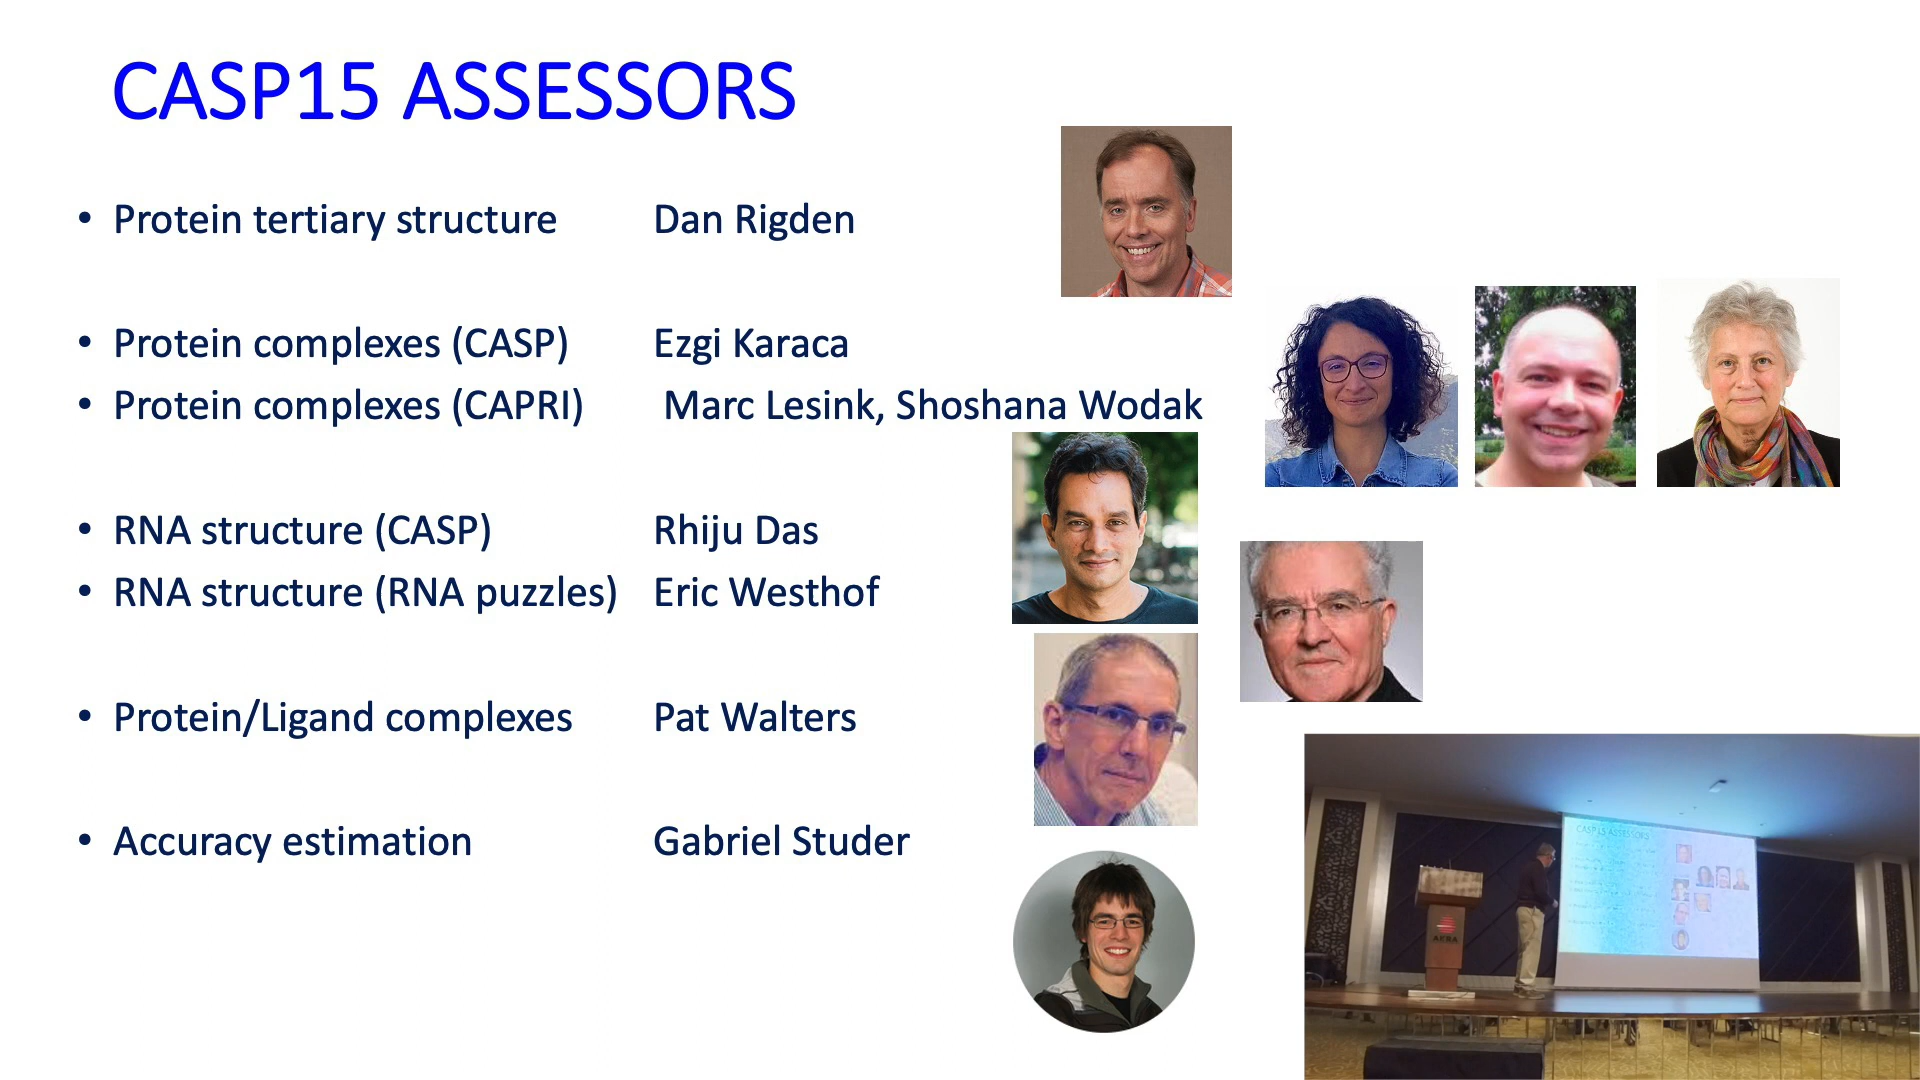 CASP15 ASSESSORS
• Protein tertiary structure Dan Rigden
• Protein complexes (CASP) Ezgi Karaca
• Protein complexes (CAPRI) Marc Lesink, Shoshana Wodak
• RNA structure (CASP) Rhiju Das
• RNA structure (RNA puzzles) Eric Westhof
• Protein/Ligand complexes Pat Walters
• Accuracy estimation Gabriel Studer
CASP15 ASSESSORS